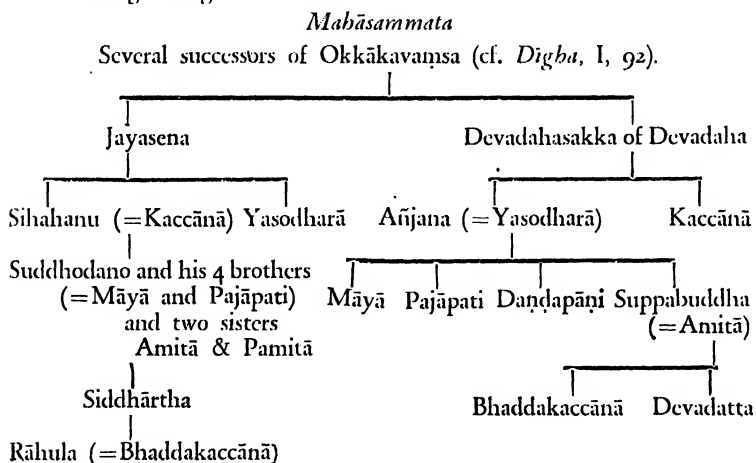 Mahāsammata
Several successors of Okkākavaṃsa (cf. Dīgha, I, 92).
Jayasena Devadahasakka of Devadaha
Sihahanu (=Kaccānā) Yasodharā Añjana (=Yasodharā) Kaccānā
Suddhodano and his 4 brothers
(=Māyā and Pajāpati)
and two sisters
Amitā & Pamitā
Māyā Pajāpati Daṇḍapāṇi Suppabuddha
(=Amitā)
Siddhārtha
Bhaddakaccānā Devadatta
Rāhula (=Bhaddakaccānā)